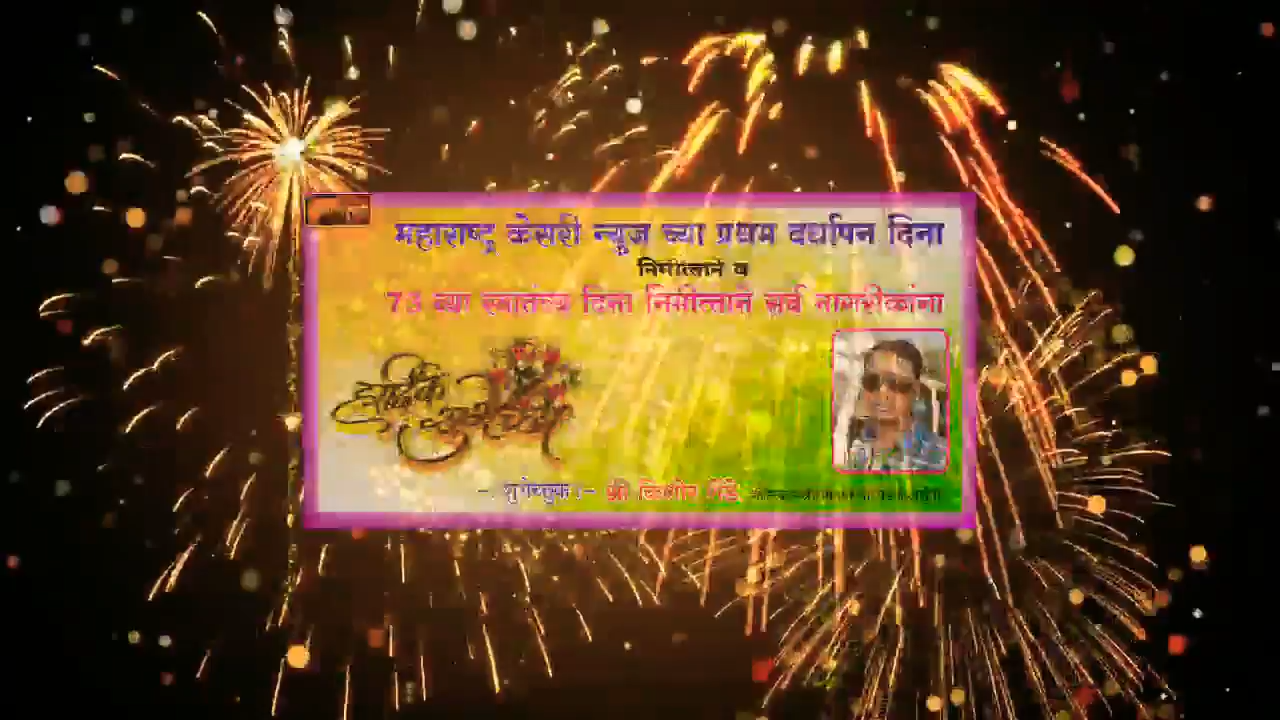 महाराष्ट्र केसरी न्यूज च्या प्रथम वर्धापन दिना
निमीत्ताने व
73 व्या स्वातंत्र्य दिना निमीत्ताने सर्व नागरीकांना
हार्दीक
शुभेच्छा
- शुभेच्छुक :- श्री किशोर